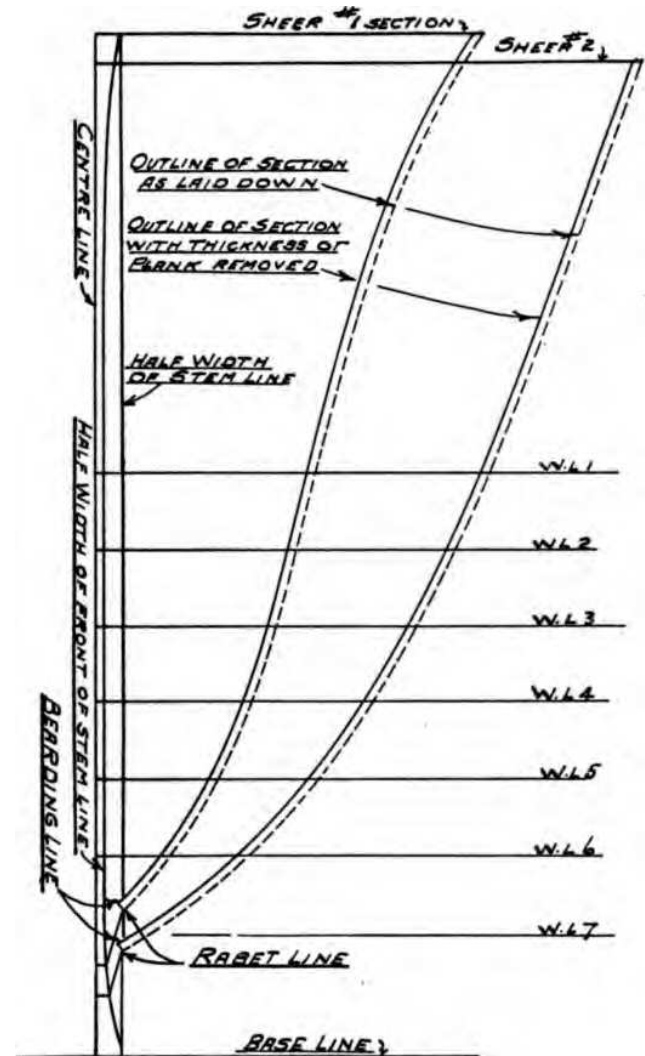 SHEER #1 SECTION
SHEER #2
CENTRE LINE
OUTLINE OF SECTION
AS LAID DOWN
OUTLINE OF SECTION
WITH THICKNESS OF
PLANK REMOVED
HALF WIDTH
OF STEM LINE
HALF WIDTH OF FRONT OF STEM LINE
W.L 1
W.L 2
W.L 3
W.L 4
W.L 5
BEARDING LINE
W.L 6
W.L 7
RABET LINE
BASE LINE